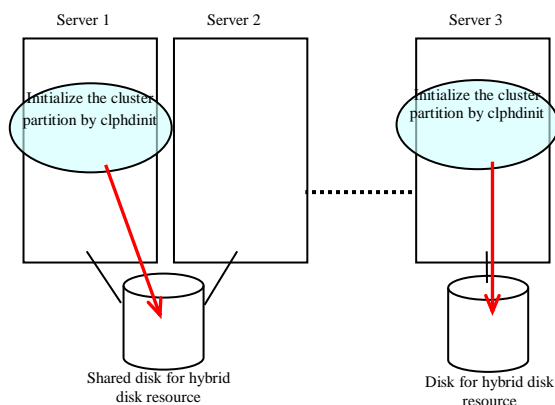 Server 1
Server 2
Server 3
Initialize the cluster
partition by clphdinit
Initialize the cluster
partition by clphdinit
Shared disk for hybrid
disk resource
Disk for hybrid disk
resource